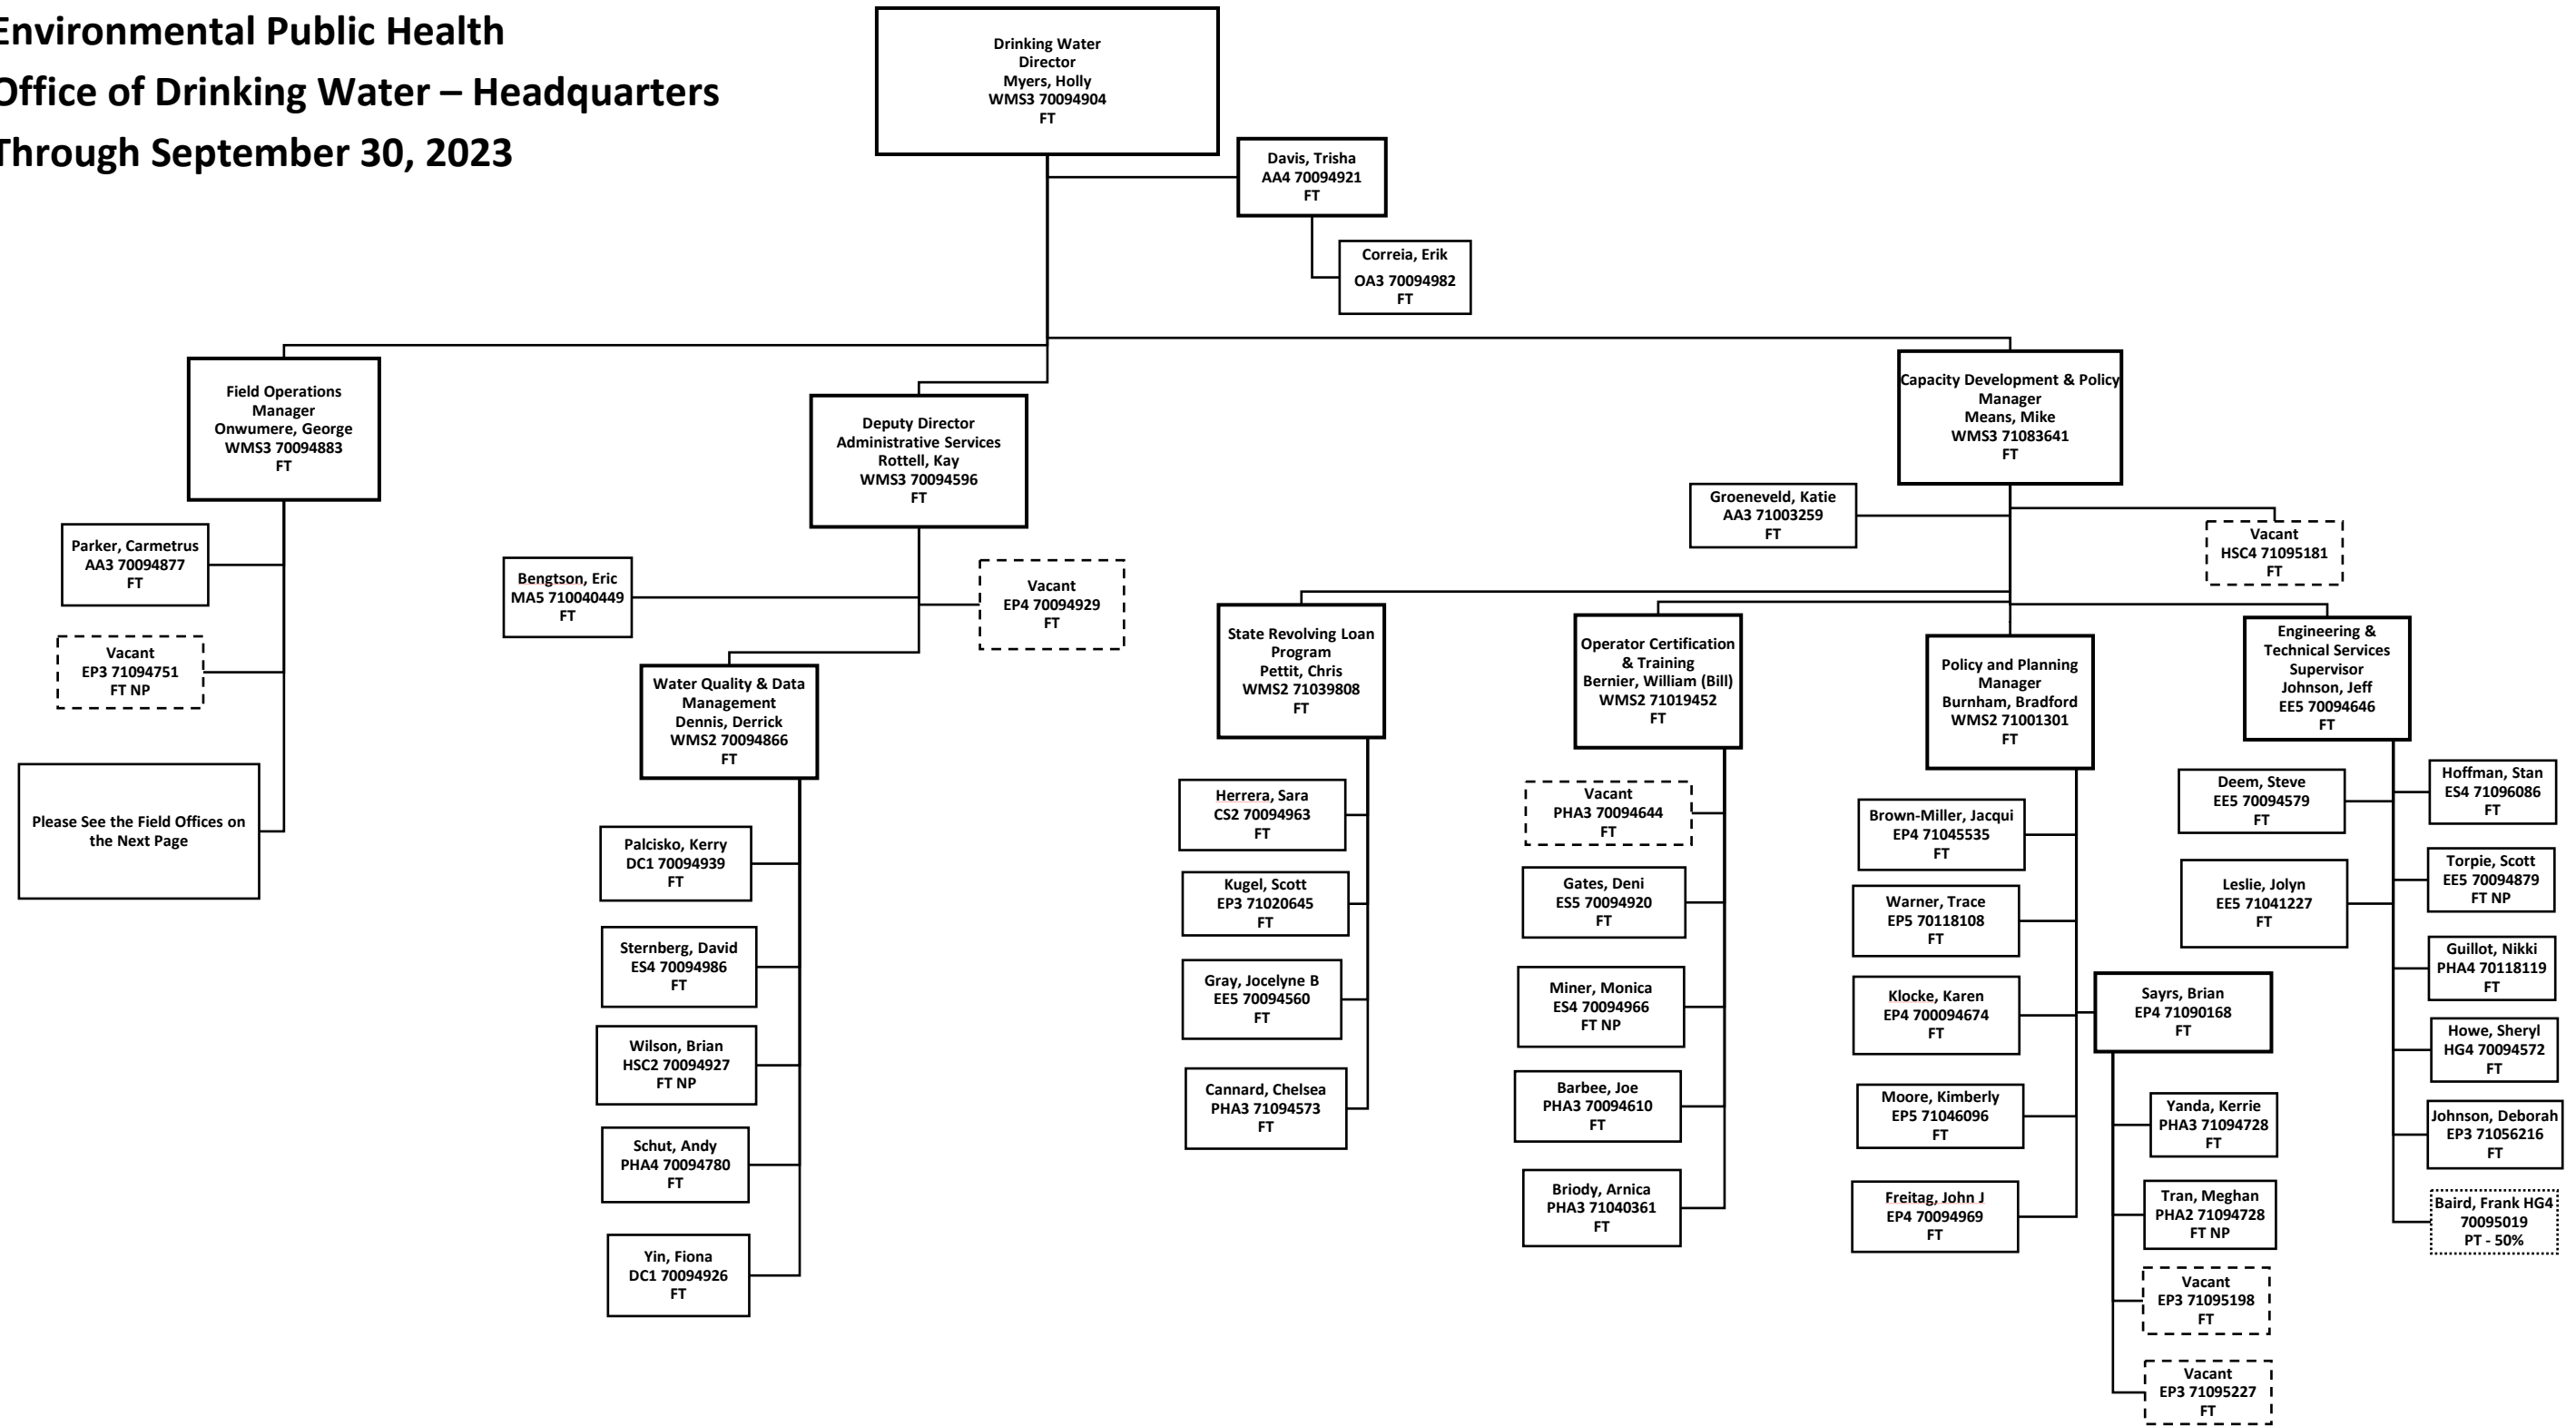 Environmental Public Health
Office of Drinking Water – Headquarters
Through September 30, 2023
Drinking Water
Director
Myers, Holly
WMS3 70094904
FT
Davis, Trisha
AA4 70094921
FT
Correia, Erik
OA3 70094982
FT
Field Operations
Manager
Onwumere, George
WMS3 70094883
FT
Parker, Carmetrus
AA3 70094877
FT
Vacant
EP3 71094751
FT NP
Please See the Field Offices on
the Next Page
Deputy Director
Administrative Services
Rottell, Kay
WMS3 70094596
FT
Bengtson, Eric
MA5 710040449
FT
Vacant
EP4 70094929
FT
Water Quality & Data
Management
Dennis, Derrick
WMS2 70094866
FT
Palcisko, Kerry
DC1 70094939
FT
Sternberg, David
ES4 70094986
FT
Wilson, Brian
HSC2 70094927
FT NP
Schut, Andy
PHA4 70094780
FT
Yin, Fiona
DC1 70094926
FT
Capacity Development & Policy
Manager
Means, Mike
WMS3 71083641
FT
Groeneveld, Katie
AA3 71003259
FT
Vacant
HSC4 71095181
FT
State Revolving Loan
Program
Pettit, Chris
WMS2 71039808
FT
Herrera, Sara
CS2 70094963
FT
Kugel, Scott
EP3 71020645
FT
Gray, Jocelyne B
EE5 70094560
FT
Cannard, Chelsea
PHA3 71094573
FT
Operator Certification
& Training
Bernier, William (Bill)
WMS2 71019452
FT
Vacant
PHA3 70094644
FT
Gates, Deni
ES5 70094920
FT
Miner, Monica
ES4 70094966
FT NP
Barbee, Joe
PHA3 70094610
FT
Briody, Arnica
PHA3 71040361
FT
Policy and Planning
Manager
Burnham, Bradford
WMS2 71001301
FT
Brown-Miller, Jacqui
EP4 71045535
FT
Warner, Trace
EP5 70118108
FT
Klocke, Karen
EP4 700094674
FT
Moore, Kimberly
EP5 71046096
FT
Freitag, John J
EP4 70094969
FT
Sayrs, Brian
EP4 71090168
FT
Yanda, Kerrie
PHA3 71094728
FT
Tran, Meghan
PHA2 71094728
FT NP
Vacant
EP3 71095198
FT
Vacant
EP3 71095227
FT
Engineering &
Technical Services
Supervisor
Johnson, Jeff
EE5 70094646
FT
Deem, Steve
EE5 70094579
FT
Leslie, Jolyn
EE5 71041227
FT
Hoffman, Stan
ES4 71096086
FT
Torpie, Scott
EE5 70094879
FT NP
Guillot, Nikki
PHA4 70118119
FT
Howe, Sheryl
HG4 70094572
FT
Johnson, Deborah
EP3 71056216
FT
Baird, Frank HG4
70095019
PT - 50%